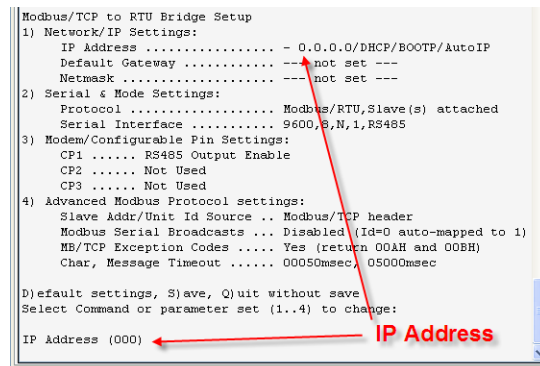 Modbus/TCP to RTU Bridge Setup
1) Network/IP Settings:
IP Address ................. - 0.0.0.0/DHCP/BOOTP/AutoIP
Default Gateway ............ --- not set ---
Netmask .................... --- not set ---
2) Serial & Mode Settings:
Protocol ................... Modbus/RTU,Slave(s) attached
Serial Interface ........... 9600,8,N,1,RS485
3) Modem/Configurable Pin Settings:
CP1 ...... RS485 Output Enable
CP2 ...... Not Used
CP3 ...... Not Used
4) Advanced Modbus Protocol settings:
Slave Addr/Unit Id Source .. Modbus/TCP header
Modbus Serial Broadcasts ... Disabled (Id=0 auto-mapped to 1)
MB/TCP Exception Codes ..... Yes (return 00AH and 00BH)
Char, Message Timeout ...... 00050msec, 05000msec
D)efault settings, S)ave, Q)uit without save
Select Command or parameter set (1..4) to change:
IP Address (000)
IP Address